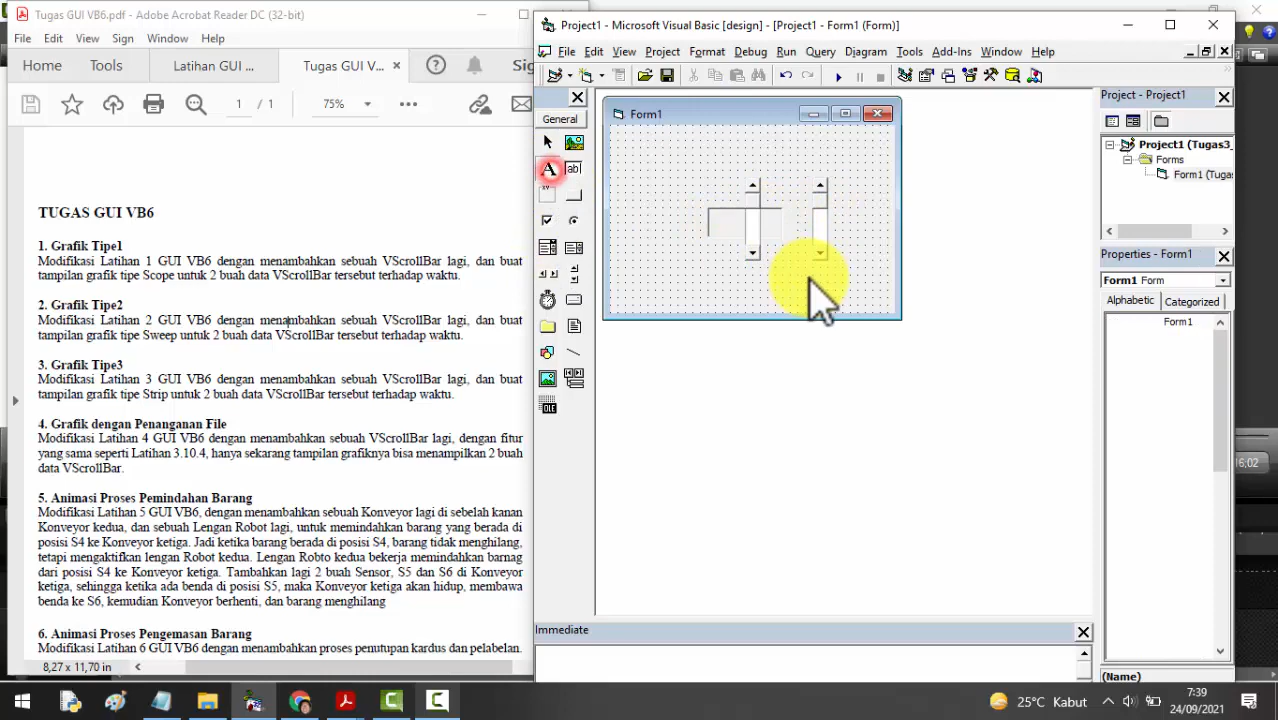 Tugas GUI VB6.pdf - Adobe Acrobat Reader DC (32-bit)
File Edit View Sign Window Help
Home Tools Latihan GUI ... Tugas GUI V...
1 / 1 75%
TUGAS GUI VB6
1. Grafik Tipe1
Modifikasi Latihan 1 GUI VB6 dengan menambahkan sebuah VScrollBar lagi, dan buat
tampilan grafik tipe Scope untuk 2 buah data VScrollBar tersebut terhadap waktu.
2. Grafik Tipe2
Modifikasi Latihan 2 GUI VB6 dengan menambahkan sebuah VScrollBar lagi, dan buat
tampilan grafik tipe Sweep untuk 2 buah data VScrollBar tersebut terhadap waktu.
3. Grafik Tipe3
Modifikasi Latihan 3 GUI VB6 dengan menambahkan sebuah VScrollBar lagi, dan buat
tampilan grafik tipe Strip untuk 2 buah data VScrollBar tersebut terhadap waktu.
4. Grafik dengan Penanganan File
Modifikasi Latihan 4 GUI VB6 dengan menambahkan sebuah VScrollBar lagi, dengan fitur
yang sama seperti Latihan 3.10.4, hanya sekarang tampilan grafiknya bisa menampilkan 2 buah
data VScrollBar.
5. Animasi Proses Pemindahan Barang
Modifikasi Latihan 5 GUI VB6, dengan menambahkan sebuah Konveyor lagi di sebelah kanan
Konveyor kedua, dan sebuah Lengan Robot lagi, untuk memindahkan barang yang berada di
posisi S4 ke Konveyor ketiga. Jadi ketika barang berada di posisi S4, barang tidak menghilang,
tetapi mengaktifkan lengan Robot kedua. Lengan Robto kedua bekerja memindahkan barnag
dari posisi S4 ke Konveyor ketiga. Tambahkan lagi 2 buah Sensor, S5 dan S6 di Konveyor
ketiga, sehingga ketika ada benda di posisi S5, maka Konveyor ketiga akan hidup, membawa
benda ke S6, kemudian Konveyor berhenti, dan barang menghilang
6. Animasi Proses Pengemasan Barang
Modifikasi Latihan 6 GUI VB6 dengan menambahkan proses penutupan kardus dan pelabelan.
8,27 x 11,70 in
Project1 - Microsoft Visual Basic [design] - [Project1 - Form1 (Form)]
File Edit View Project Format Debug Run Query Diagram Tools Add-Ins Window Help
General
A
ab
OLE
Form1
Immediate
Project - Project1
Project1 (Tugas3_
Forms
Form1 (Tuga
Properties - Form1
Form1 Form
Alphabetic Categorized
Form1
(Name)
16,02
25°C Kabut
7:39
24/09/2021